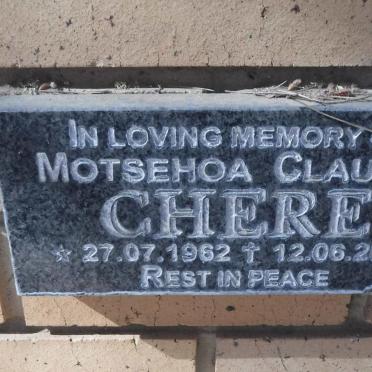 IN LOVING MEMORY
MOTSEHOA CLAU
CHERE
☆ 27.07.1962 ✝ 12.06.2
REST IN PEACE